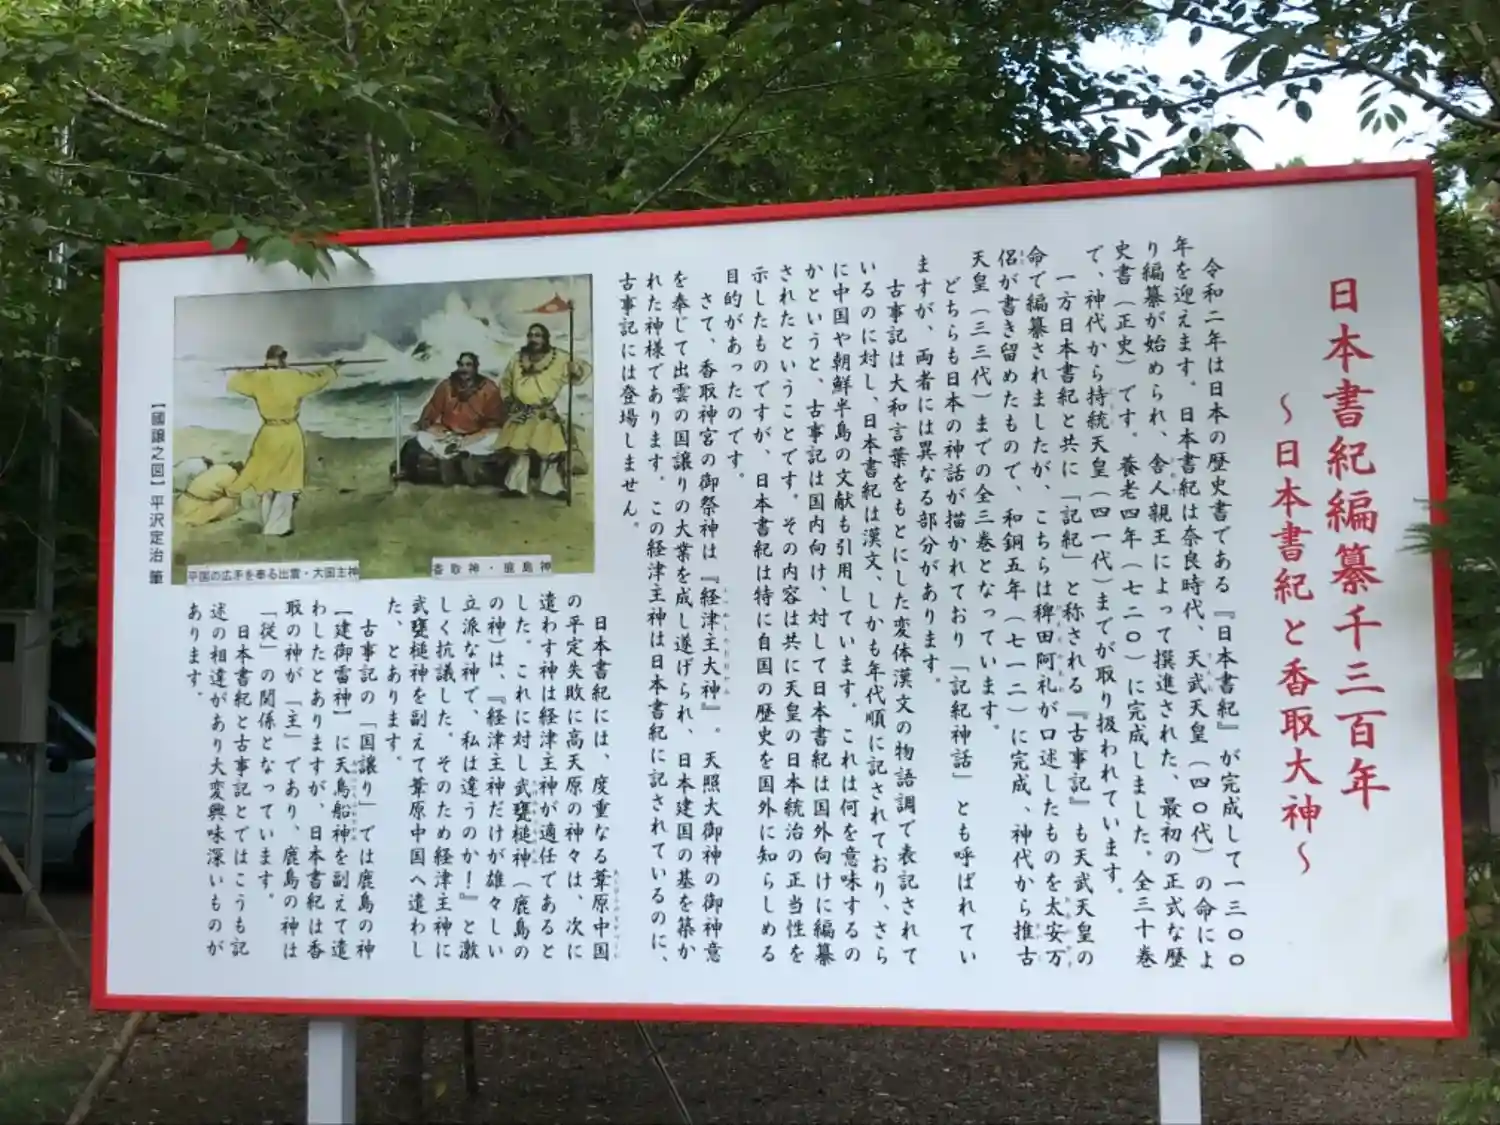 日本書紀編纂千三百年
～日本書紀と香取大神～
令和二年は日本の歴史書である『日本書紀』が完成して一三〇〇
年を迎えます。日本書紀は奈良時代、天武天皇（四〇代）の命によ
り編纂が始められ、舎人親王によって撰進された、最初の正式な歴
史書（正史）です。養老四年（七二〇）に完成しました。全三十巻
で、神代から持統天皇（四一代）までが取り扱われています。
一方日本書紀と共に「記紀」と称される『古事記』も天武天皇の
命で編纂されましたが、こちらは稗田阿礼が口述したものを太安万
侶が書き留めたもので、和銅五年（七一二）に完成、神代から推古
天皇（三三代）までの全三巻となっています。
どちらも日本の神話が描かれており「記紀神話」とも呼ばれてい
ますが、両者には異なる部分があります。
古事記は大和言葉をもとにした変体漢文の物語調で表記されて
いるのに対し、日本書紀は漢文、しかも年代順に記されており、さら
に中国や朝鮮半島の文献も引用しています。これは何を意味するの
かというと、古事記は国内向け、対して日本書紀は国外向けに編纂
されたということです。その内容は共に天皇の日本統治の正当性を
示したものですが、日本書紀は特に自国の歴史を国外に知らしめる
目的があったのです。
さて、香取神宮の御祭神は『経津主大神』。天照大御神の御神意
を奉じて出雲の国譲りの大業を成し遂げられ、日本建国の基を築か
れた神様であります。この経津主神は日本書紀に記されているのに、
古事記には登場しません。
香取神・鹿島神
平国の広矛を奉る出雲・大国主神
【國譲之図】平沢定治 筆
日本書紀には、度重なる葦原中国
の平定失敗に高天原の神々は、次に
遣わす神は経津主神が適任であると
した。これに対し武甕槌神（鹿島の
の神）は、『経津主神だけが雄々しい
立派な神で、私は違うのか！』と激
しく抗議した。そのため経津主神に
武甕槌神を副えて葦原中国へ遣わし
た、とあります。
古事記の「国譲り」では鹿島の神
【建御雷神】に天鳥船神を副えて遣
わしたとありますが、日本書紀は香
取の神が「主」であり、鹿島の神は
「従」の関係となっています。
日本書紀と古事記とではこうも記
述の相違があり大変興味深いものが
あります。